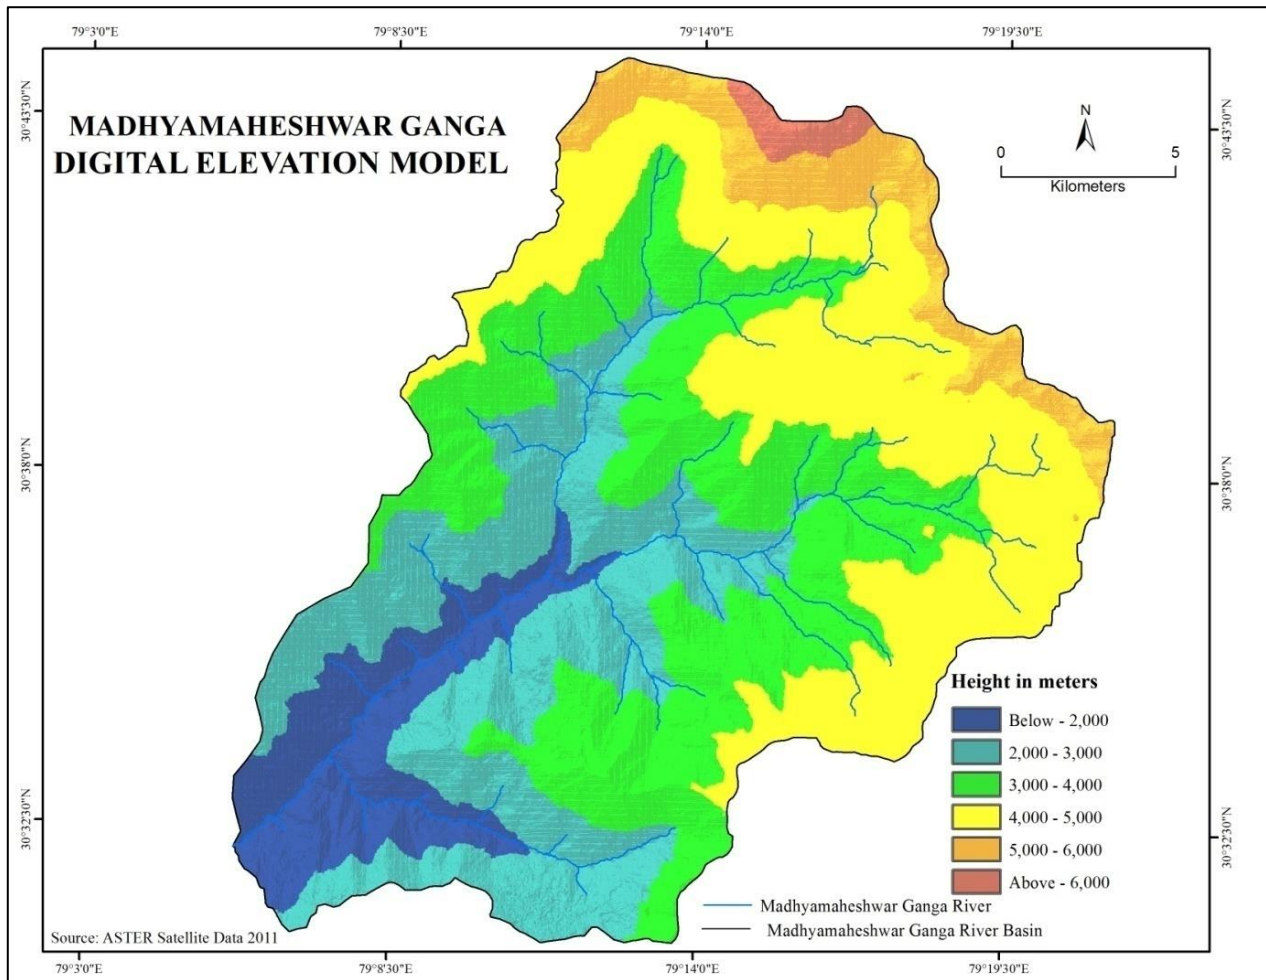 79°3'0"E
79°8'30"E
79°14'0"E
79°19'30"E
30°43'30"N
30°43'30"N
MADHYAMAHESHWAR GANGA
DIGITAL ELEVATION MODEL
N
0
5
Kilometers
30°38'0"N
30°38'0"N
Height in meters
Below - 2,000
2,000 - 3,000
3,000 - 4,000
4,000 - 5,000
5,000 - 6,000
Above - 6,000
30°32'30"N
30°32'30"N
Madhyamaheshwar Ganga River
Madhyamaheshwar Ganga River Basin
Source: ASTER Satellite Data 2011
79°3'0"E
79°8'30"E
79°14'0"E
79°19'30"E